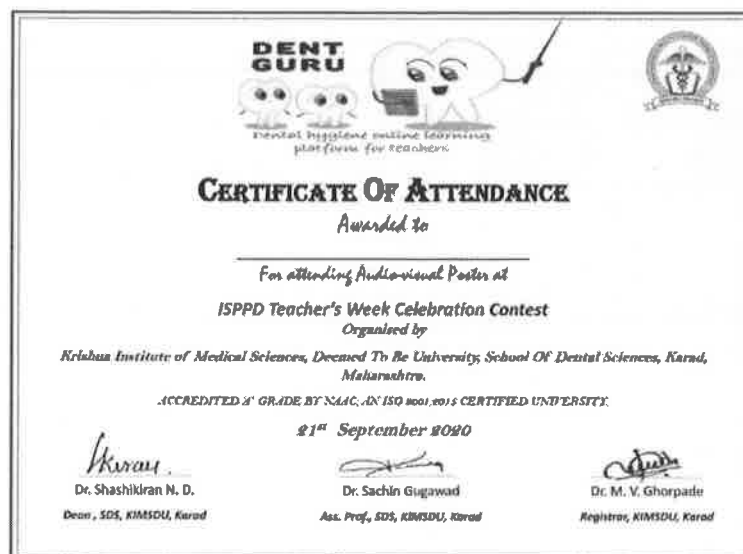 DENT
GURU
Dental hygiene online learning
platform for teachers
CERTIFICATE OF ATTENDANCE
Awarded to
For attending Audiovisual Poster at
ISPPD Teacher's Week Celebration Contest
Organised by
Krishna Institute of Medical Sciences, Deemed To Be University, School Of Dental Sciences, Karad,
Maharashtra.
ACCREDITED A⁺ GRADE BY NAAC, AN ISO 9001:2015 CERTIFIED UNIVERSITY.
21st September 2020
Dr. Shashikiran N. D.
Dr. Sachin Gugawad
Dr. M. V. Ghorpade
Dean , SDS, KIMSDU, Karad
Ass. Prof., SDS, KIMSDU, Karad
Registrar, KIMSDU, Karad